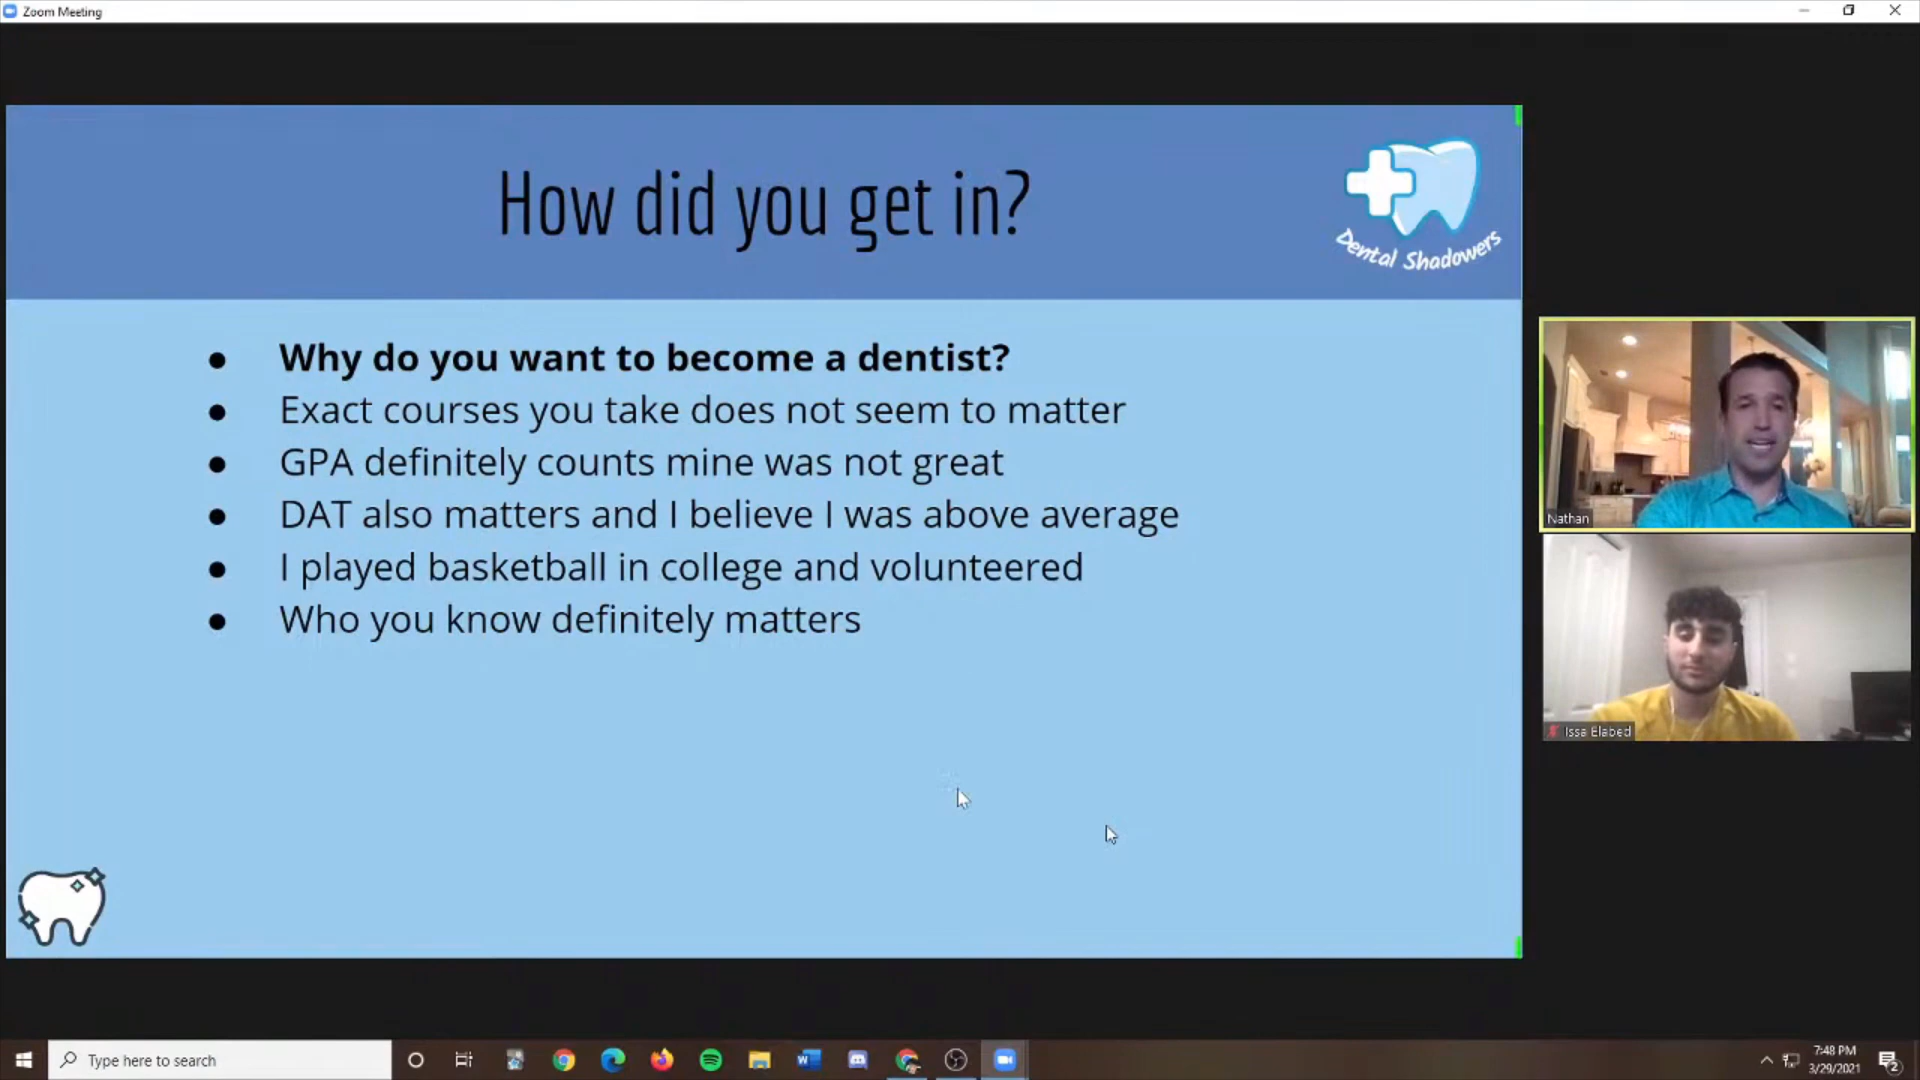 Zoom Meeting
How did you get in?
Dental Shadowers
Why do you want to become a dentist?
Exact courses you take does not seem to matter
GPA definitely counts mine was not great
DAT also matters and I believe I was above average
I played basketball in college and volunteered
Who you know definitely matters
Nathan
Issa Elabed
Type here to search
7:48 PM
3/29/2021
2